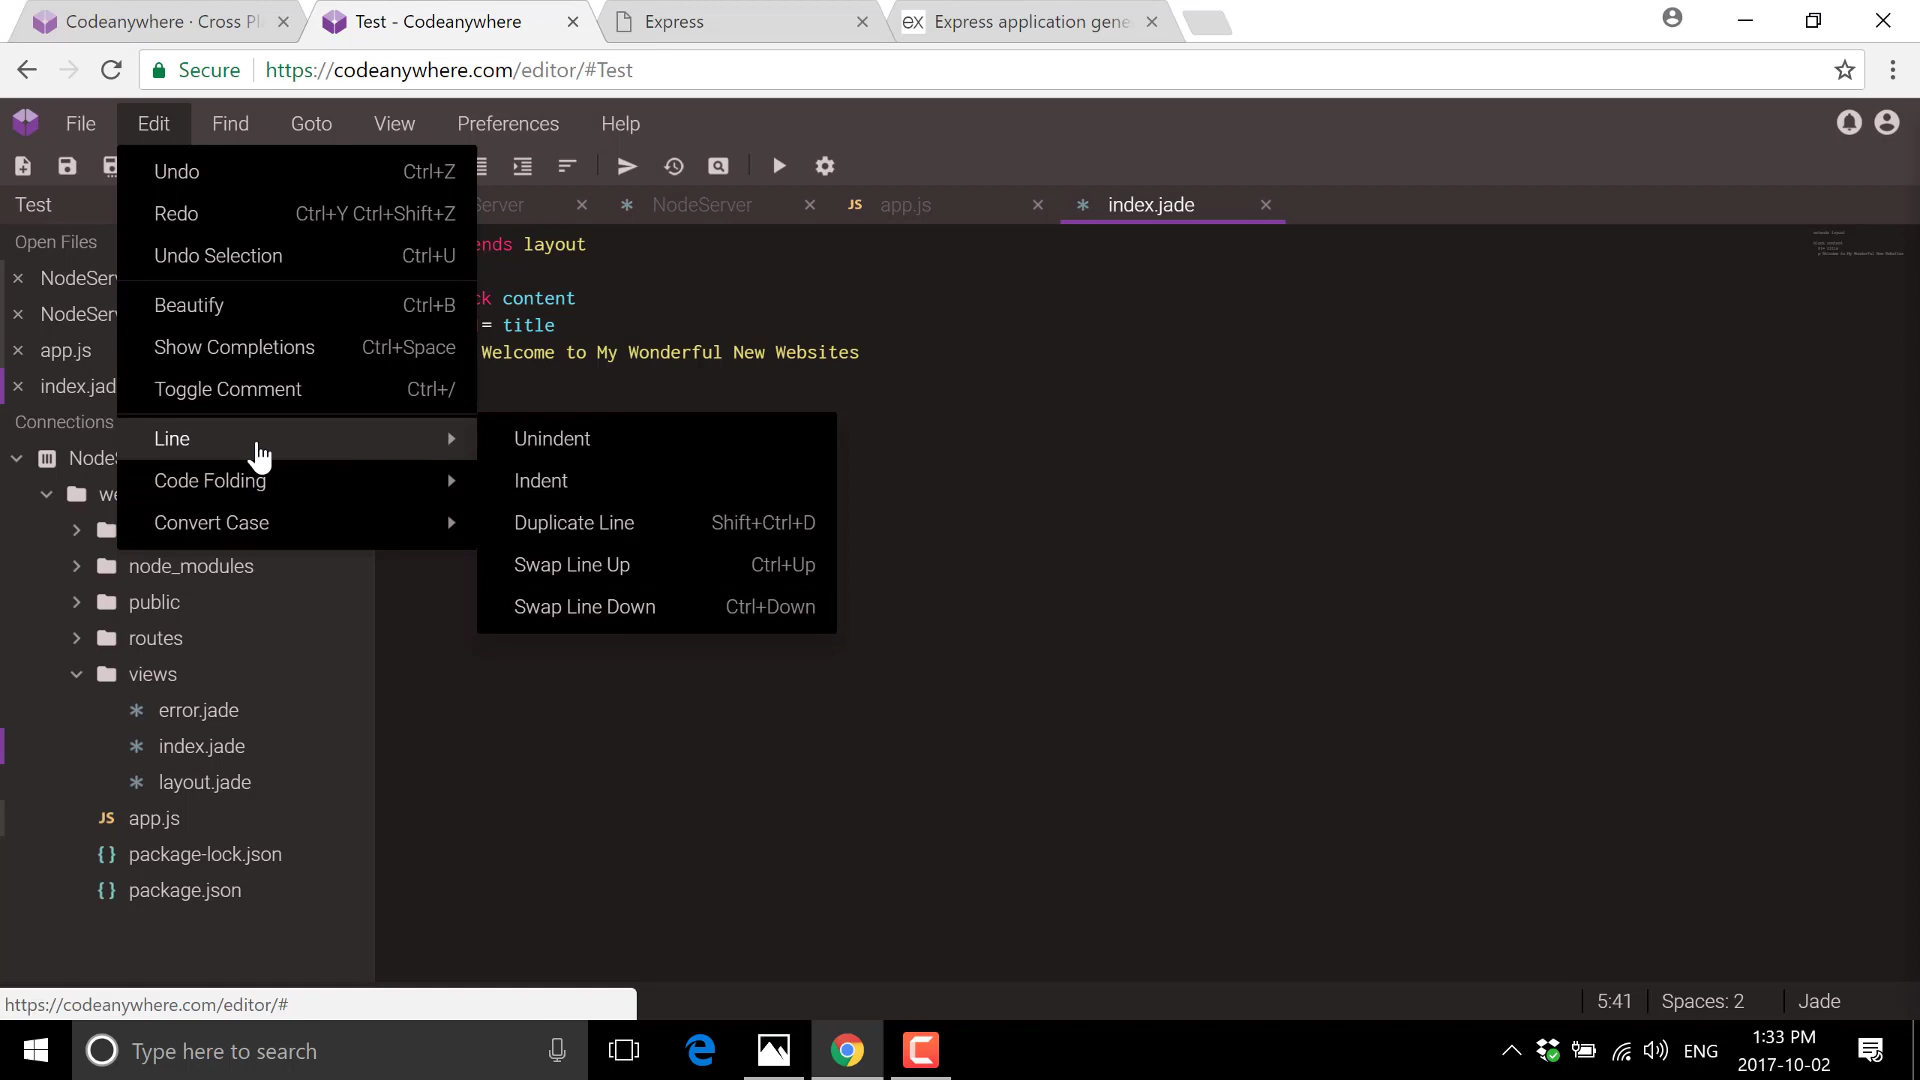 Codeanywhere · Cross Pl
Test - Codeanywhere
Express
Express application gene
Secure
https://codeanywhere.com/editor/#Test
File
Edit
Find
Goto
View
Preferences
Help
Undo Ctrl+Z
Redo Ctrl+Y Ctrl+Shift+Z
Undo Selection Ctrl+U
Beautify Ctrl+B
Show Completions Ctrl+Space
Toggle Comment Ctrl+/
Line
Code Folding
Convert Case
Unindent
Indent
Duplicate Line Shift+Ctrl+D
Swap Line Up Ctrl+Up
Swap Line Down Ctrl+Down
Server
NodeServer
JS app.js
index.jade
ends layout
ck content
= title
Welcome to My Wonderful New Websites
Test
Open Files
NodeServ
NodeServ
app.js
index.jad
Connections
NodeS
we
node_modules
public
routes
views
error.jade
index.jade
layout.jade
JS app.js
{ } package-lock.json
{ } package.json
https://codeanywhere.com/editor/#
5:41
Spaces: 2
Jade
Type here to search
ENG
1:33 PM
2017-10-02